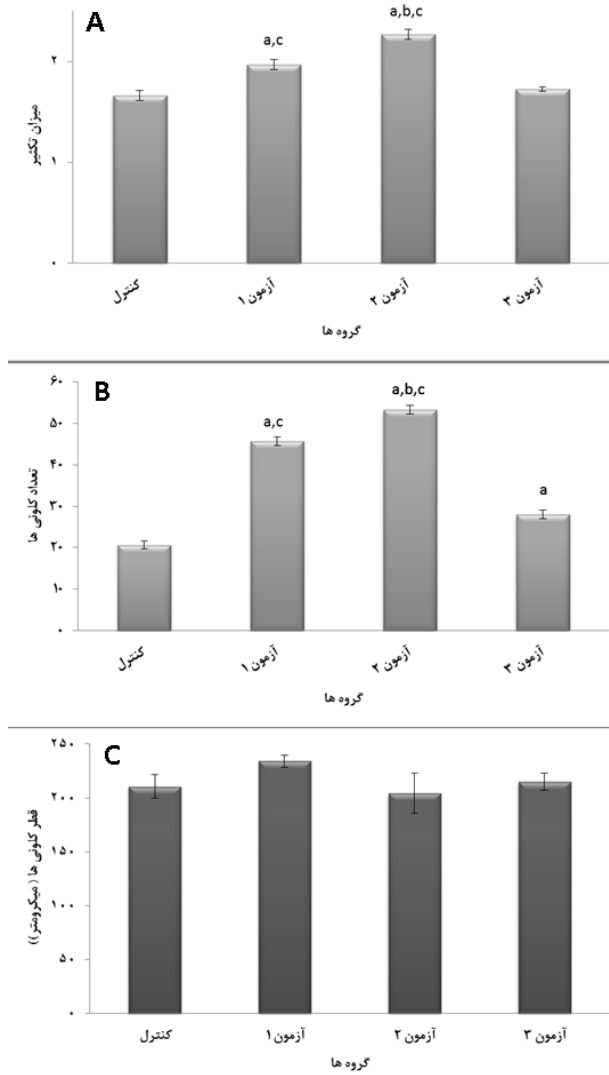 A
a,c
a,b,c
۲
۱
۰
میزان تکثیر
کنترل
آزمون ۱
آزمون ۲
آزمون ۳
گروه ها
B
a,c
a,b,c
a
۶۰
۵۰
۴۰
۳۰
۲۰
۱۰
۰
تعداد کلونی ها
کنترل
آزمون ۱
آزمون ۲
آزمون ۳
گروه ها
C
۲۵۰
۲۰۰
۱۵۰
۱۰۰
۵۰
۰
قطر کلونی ها (میکرومتر))
کنترل
آزمون ۱
آزمون ۲
آزمون ۳
گروه ها